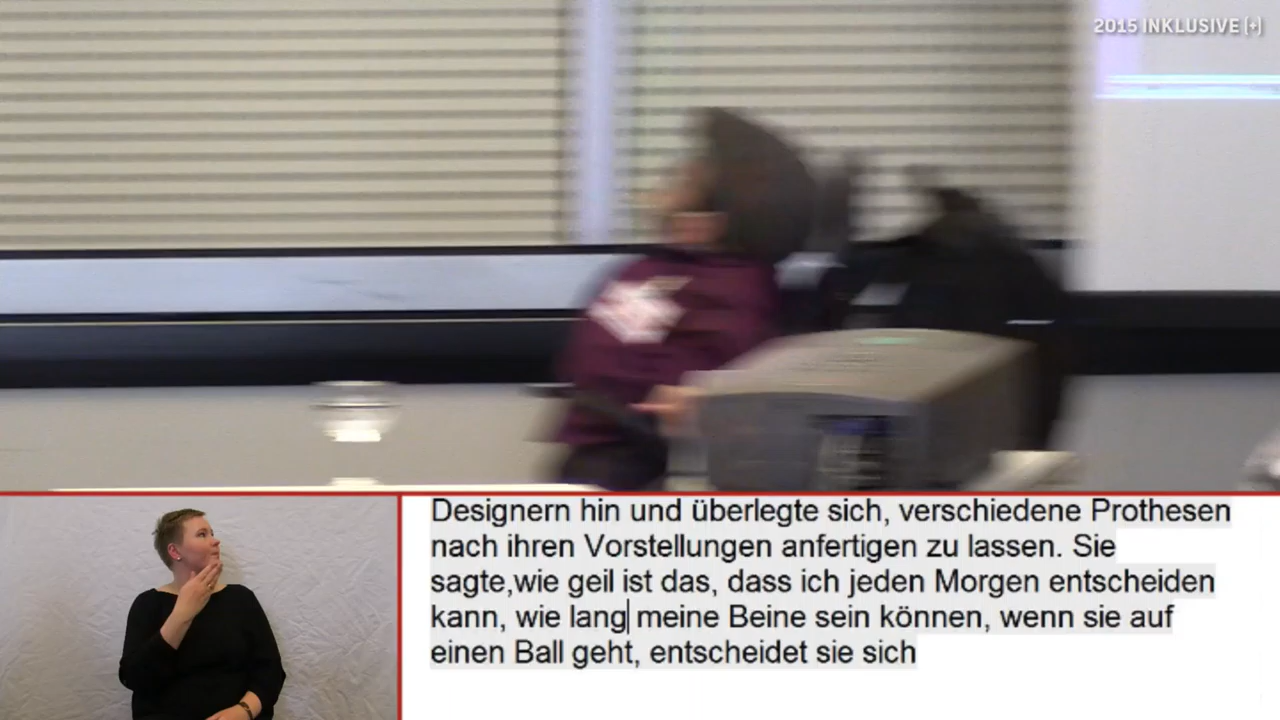 2015 INKLUSIVE [+]
Designern hin und überlegte sich, verschiedene Prothesen
nach ihren Vorstellungen anfertigen zu lassen. Sie
sagte,wie geil ist das, dass ich jeden Morgen entscheiden
kann, wie lang meine Beine sein können, wenn sie auf
einen Ball geht, entscheidet sie sich